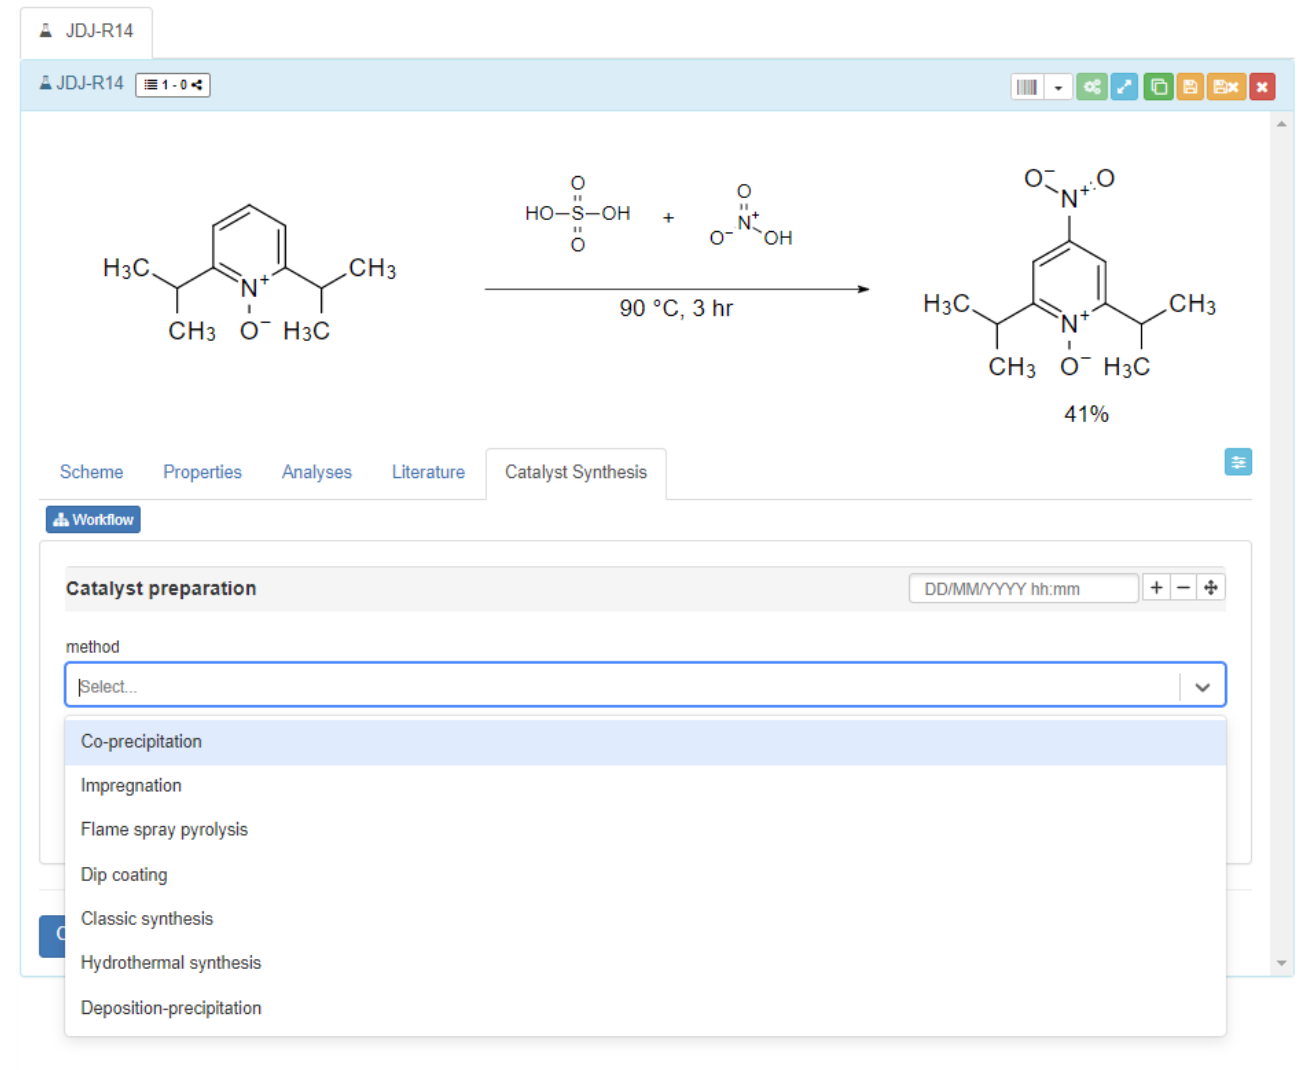 JDJ-R14
JDJ-R14 1 - 0
O
HO S OH
O
+
O
N+
O− OH
O− N+ O
H3C N+ CH3
CH3 O− H3C
90 °C, 3 hr
H3C N+ CH3
CH3 O− H3C
41%
Scheme Properties Analyses Literature Catalyst Synthesis
Workflow
Catalyst preparation DD/MM/YYYY hh:mm
method
Select...
Co-precipitation
Impregnation
Flame spray pyrolysis
Dip coating
Classic synthesis
Hydrothermal synthesis
Deposition-precipitation